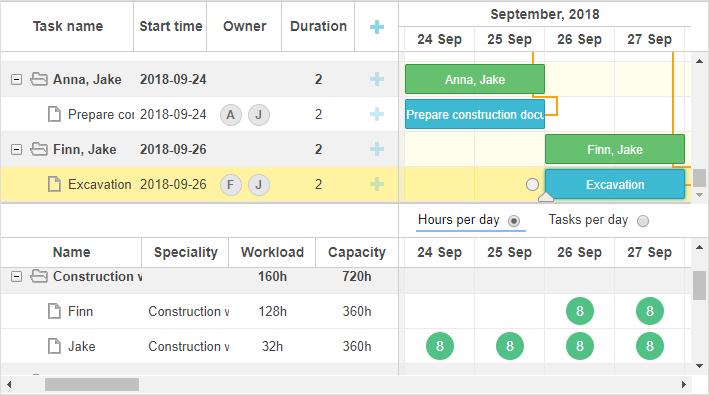 September, 2018
Task name Start time Owner Duration 24 Sep 25 Sep 26 Sep 27 Sep
Anna, Jake 2018-09-24 2 Anna, Jake
Prepare cor 2018-09-24 A J 2 Prepare construction docu
Finn, Jake 2018-09-26 2 Finn, Jake
Excavation 2018-09-26 F J 2 Excavation
Hours per day Tasks per day
Name Speciality Workload Capacity 24 Sep 25 Sep 26 Sep 27 Sep
Construction w 160h 720h
Finn Construction w 128h 360h 8 8
Jake Construction w 32h 360h 8 8 8 8